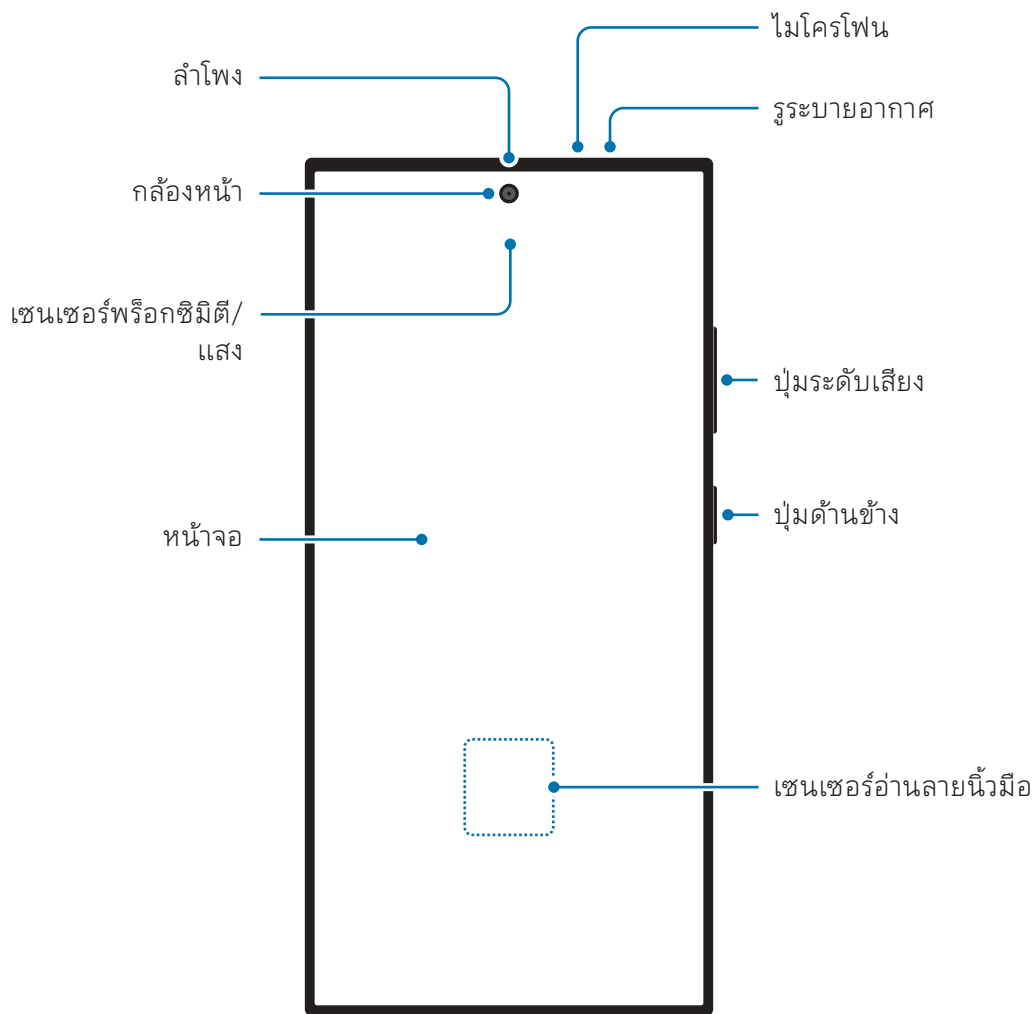 ไมโครโฟน
ลำโพง
รูระบายอากาศ
กล้องหน้า
เซนเซอร์พร็อกซิมิตี/
แสง
ปุ่มระดับเสียง
ปุ่มด้านข้าง
หน้าจอ
เซนเซอร์อ่านลายนิ้วมือ